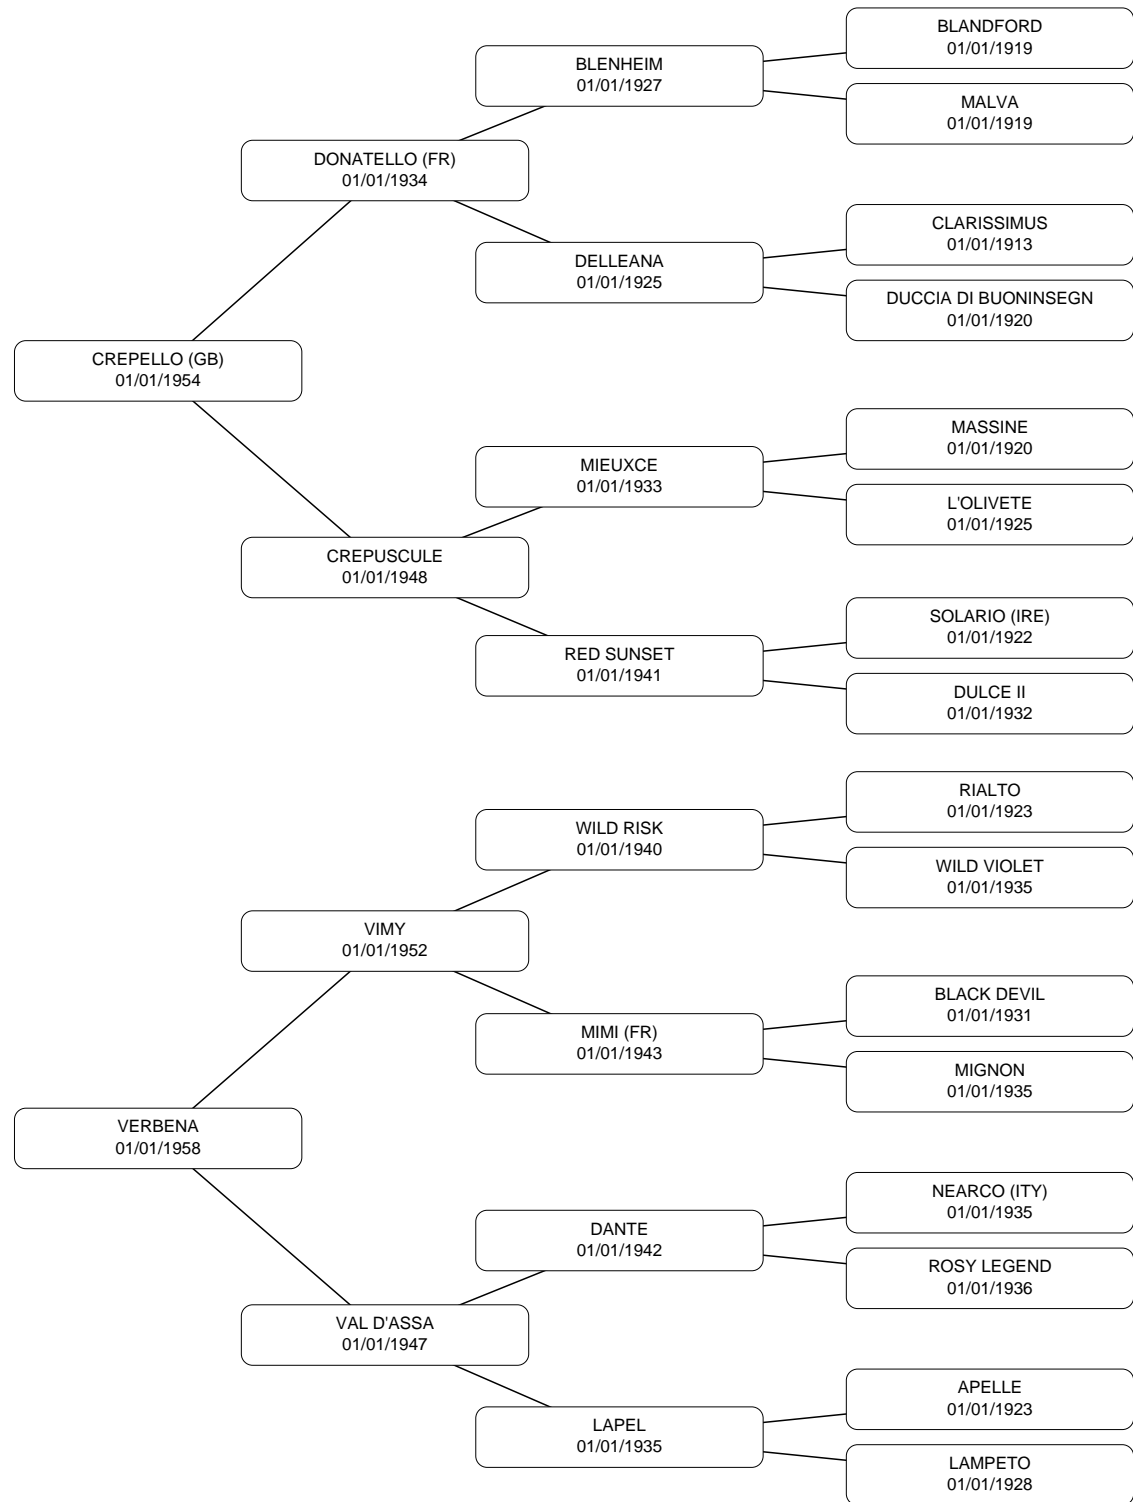 BLANDFORD
01/01/1919
BLENHEIM
01/01/1927
MALVA
01/01/1919
DONATELLO (FR)
01/01/1934
CLARISSIMUS
01/01/1913
DELLEANA
01/01/1925
DUCCIA DI BUONINSEGN
01/01/1920
CREPELLO (GB)
01/01/1954
MASSINE
01/01/1920
MIEUXCE
01/01/1933
L'OLIVETE
01/01/1925
CREPUSCULE
01/01/1948
SOLARIO (IRE)
01/01/1922
RED SUNSET
01/01/1941
DULCE II
01/01/1932
RIALTO
01/01/1923
WILD RISK
01/01/1940
WILD VIOLET
01/01/1935
VIMY
01/01/1952
BLACK DEVIL
01/01/1931
MIMI (FR)
01/01/1943
MIGNON
01/01/1935
VERBENA
01/01/1958
NEARCO (ITY)
01/01/1935
DANTE
01/01/1942
ROSY LEGEND
01/01/1936
VAL D'ASSA
01/01/1947
APELLE
01/01/1923
LAPEL
01/01/1935
LAMPETO
01/01/1928